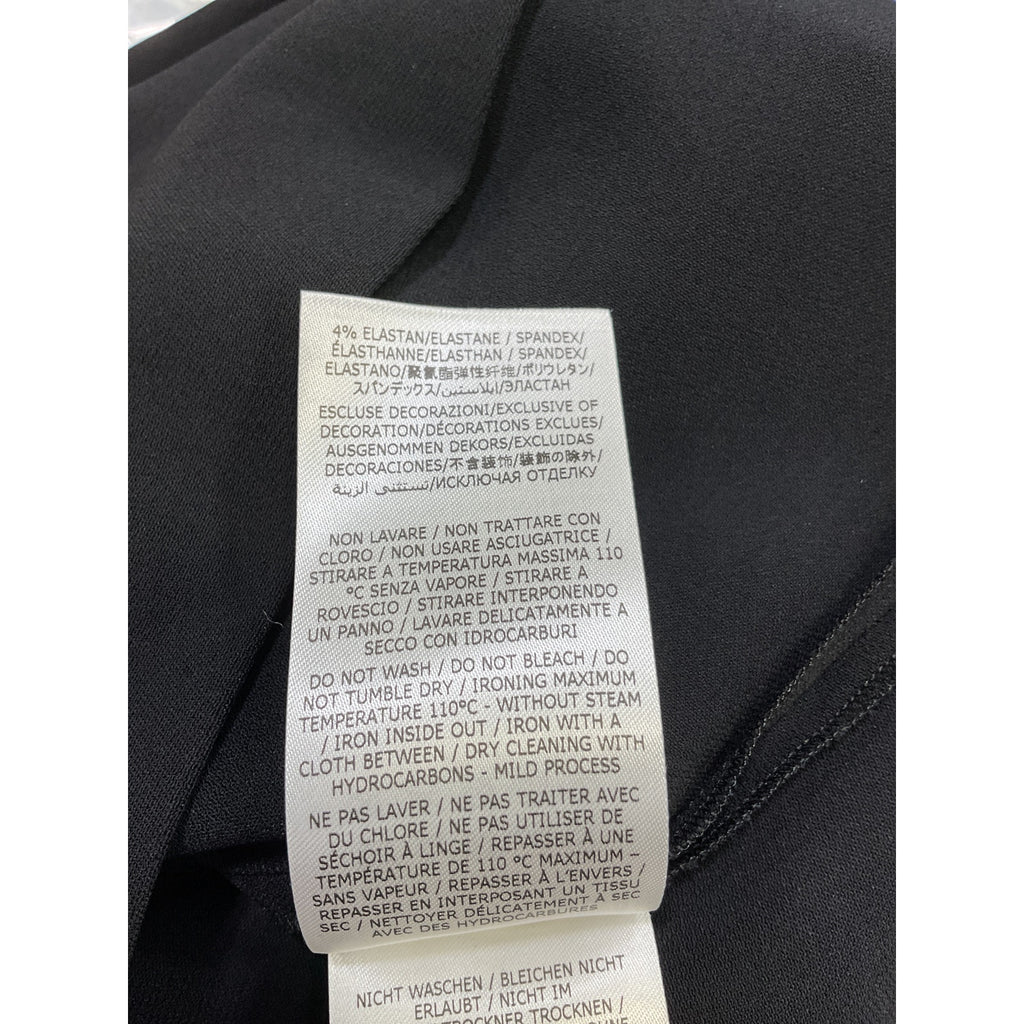 4% ELASTAN/ELASTANE / SPANDEX/
ÉLASTHANNE/ELASTHAN / SPANDEX/
ELASTANO/聚氨酯弹性纤维/ポリウレタン/
スパンデックス/إيلاستين/ЭЛАСТАН
ESCLUSE DECORAZIONI/EXCLUSIVE OF
DECORATION/DÉCORATIONS EXCLUES/
AUSGENOMMEN DEKORS/EXCLUIDAS
DECORACIONES/不含装饰/装飾の除外/
تستثنى الزينة/ИСКЛЮЧАЯ ОТДЕЛКУ
NON LAVARE / NON TRATTARE CON
CLORO / NON USARE ASCIUGATRICE /
STIRARE A TEMPERATURA MASSIMA 110
°C SENZA VAPORE / STIRARE A
ROVESCIO / STIRARE INTERPONENDO
UN PANNO / LAVARE DELICATAMENTE A
SECCO CON IDROCARBURI
DO NOT WASH / DO NOT BLEACH / DO
NOT TUMBLE DRY / IRONING MAXIMUM
TEMPERATURE 110°C - WITHOUT STEAM
/ IRON INSIDE OUT / IRON WITH A
CLOTH BETWEEN / DRY CLEANING WITH
HYDROCARBONS - MILD PROCESS
NE PAS LAVER / NE PAS TRAITER AVEC
DU CHLORE / NE PAS UTILISER DE
SÉCHOIR À LINGE / REPASSER À UNE
TEMPÉRATURE DE 110 °C MAXIMUM –
SANS VAPEUR / REPASSER À L'ENVERS /
REPASSER EN INTERPOSANT UN TISSU
SEC / NETTOYER DÉLICATEMENT À SEC
AVEC DES HYDROCARBURES
NICHT WASCHEN / BLEICHEN NICHT
ERLAUBT / NICHT IM
TROCKNER TROCKNEN /